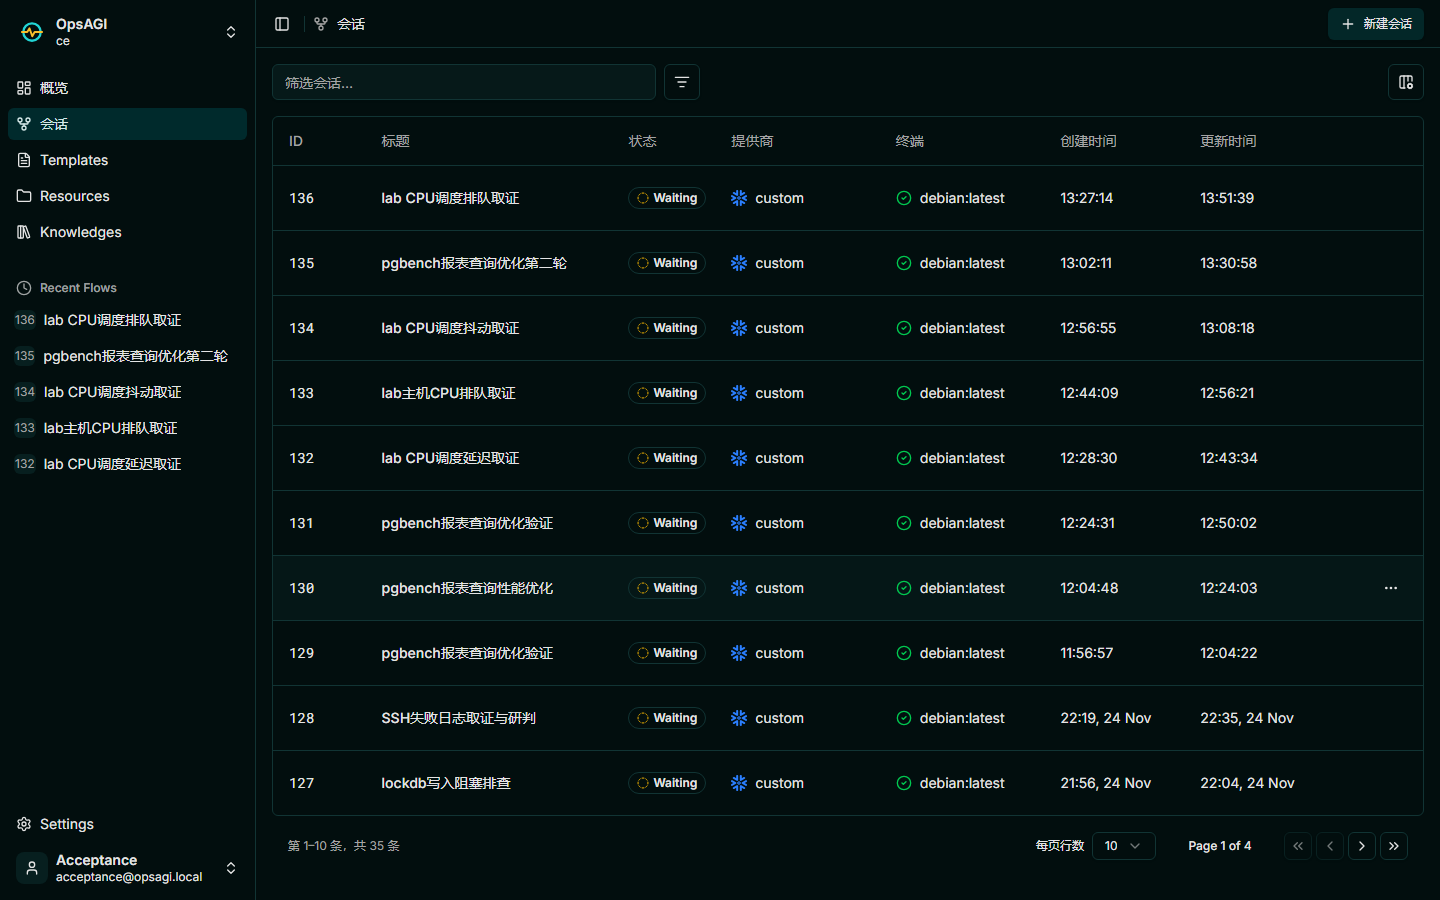 OpsAGI
ce
概览
会话
Templates
Resources
Knowledges
Recent Flows
136 lab CPU调度排队取证
135 pgbench报表查询优化第二轮
134 lab CPU调度抖动取证
133 lab主机CPU排队取证
132 lab CPU调度延迟取证
Settings
Acceptance
acceptance@opsagi.local
会话
新建会话
筛选会话...
ID 标题 状态 提供商 终端 创建时间 更新时间
136 lab CPU调度排队取证 Waiting custom debian:latest 13:27:14 13:51:39
135 pgbench报表查询优化第二轮 Waiting custom debian:latest 13:02:11 13:30:58
134 lab CPU调度抖动取证 Waiting custom debian:latest 12:56:55 13:08:18
133 lab主机CPU排队取证 Waiting custom debian:latest 12:44:09 12:56:21
132 lab CPU调度延迟取证 Waiting custom debian:latest 12:28:30 12:43:34
131 pgbench报表查询优化验证 Waiting custom debian:latest 12:24:31 12:50:02
130 pgbench报表查询性能优化 Waiting custom debian:latest 12:04:48 12:24:03
129 pgbench报表查询优化验证 Waiting custom debian:latest 11:56:57 12:04:22
128 SSH失败日志取证与研判 Waiting custom debian:latest 22:19, 24 Nov 22:35, 24 Nov
127 lockdb写入阻塞排查 Waiting custom debian:latest 21:56, 24 Nov 22:04, 24 Nov
第 1–10 条，共 35 条 每页行数 10 Page 1 of 4